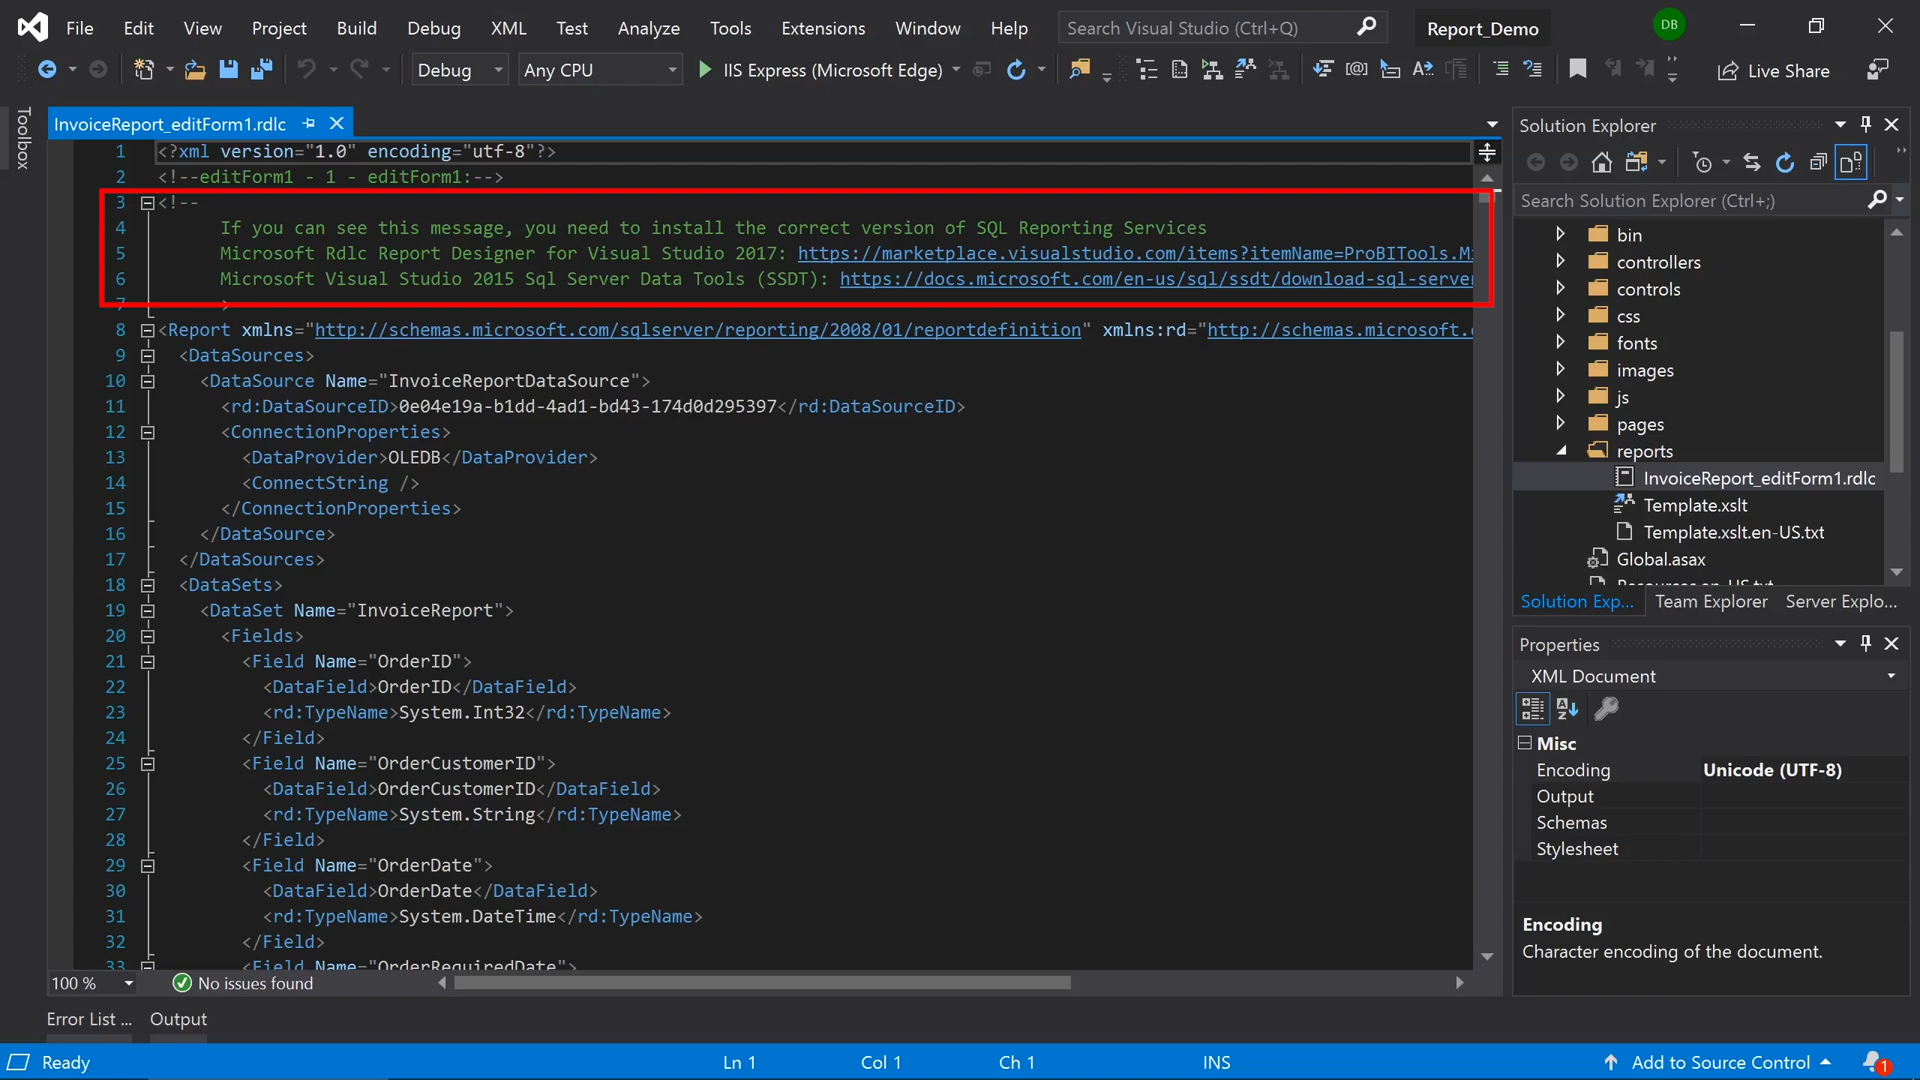 File Edit View Project Build Debug XML Test Analyze Tools Extensions Window Help Search Visual Studio (Ctrl+Q) Report_Demo DB
Debug Any CPU IIS Express (Microsoft Edge) Live Share
Toolbox
InvoiceReport_editForm1.rdlc
1 <?xml version="1.0" encoding="utf-8"?>
2 <!--editForm1 - 1 - editForm1:-->
3 <!--
4 If you can see this message, you need to install the correct version of SQL Reporting Services
5 Microsoft Rdlc Report Designer for Visual Studio 2017: https://marketplace.visualstudio.com/items?itemName=ProBITools.Mi
6 Microsoft Visual Studio 2015 Sql Server Data Tools (SSDT): https://docs.microsoft.com/en-us/sql/ssdt/download-sql-server
7
8 <Report xmlns="http://schemas.microsoft.com/sqlserver/reporting/2008/01/reportdefinition" xmlns:rd="http://schemas.microsoft.c
9 <DataSources>
10 <DataSource Name="InvoiceReportDataSource">
11 <rd:DataSourceID>0e04e19a-b1dd-4ad1-bd43-174d0d295397</rd:DataSourceID>
12 <ConnectionProperties>
13 <DataProvider>OLEDB</DataProvider>
14 <ConnectString />
15 </ConnectionProperties>
16 </DataSource>
17 </DataSources>
18 <DataSets>
19 <DataSet Name="InvoiceReport">
20 <Fields>
21 <Field Name="OrderID">
22 <DataField>OrderID</DataField>
23 <rd:TypeName>System.Int32</rd:TypeName>
24 </Field>
25 <Field Name="OrderCustomerID">
26 <DataField>OrderCustomerID</DataField>
27 <rd:TypeName>System.String</rd:TypeName>
28 </Field>
29 <Field Name="OrderDate">
30 <DataField>OrderDate</DataField>
31 <rd:TypeName>System.DateTime</rd:TypeName>
32 </Field>
33 <Field Name="OrderRequiredDate">
100 % No issues found
Error List ... Output
Solution Explorer
Search Solution Explorer (Ctrl+;)
bin
controllers
controls
css
fonts
images
js
pages
reports
InvoiceReport_editForm1.rdlc
Template.xslt
Template.xslt.en-US.txt
Global.asax
Resources.en-US.txt
Solution Exp... Team Explorer Server Explo...
Properties
XML Document
Misc
Encoding Unicode (UTF-8)
Output
Schemas
Stylesheet
Encoding
Character encoding of the document.
Ready Ln 1 Col 1 Ch 1 INS Add to Source Control 1